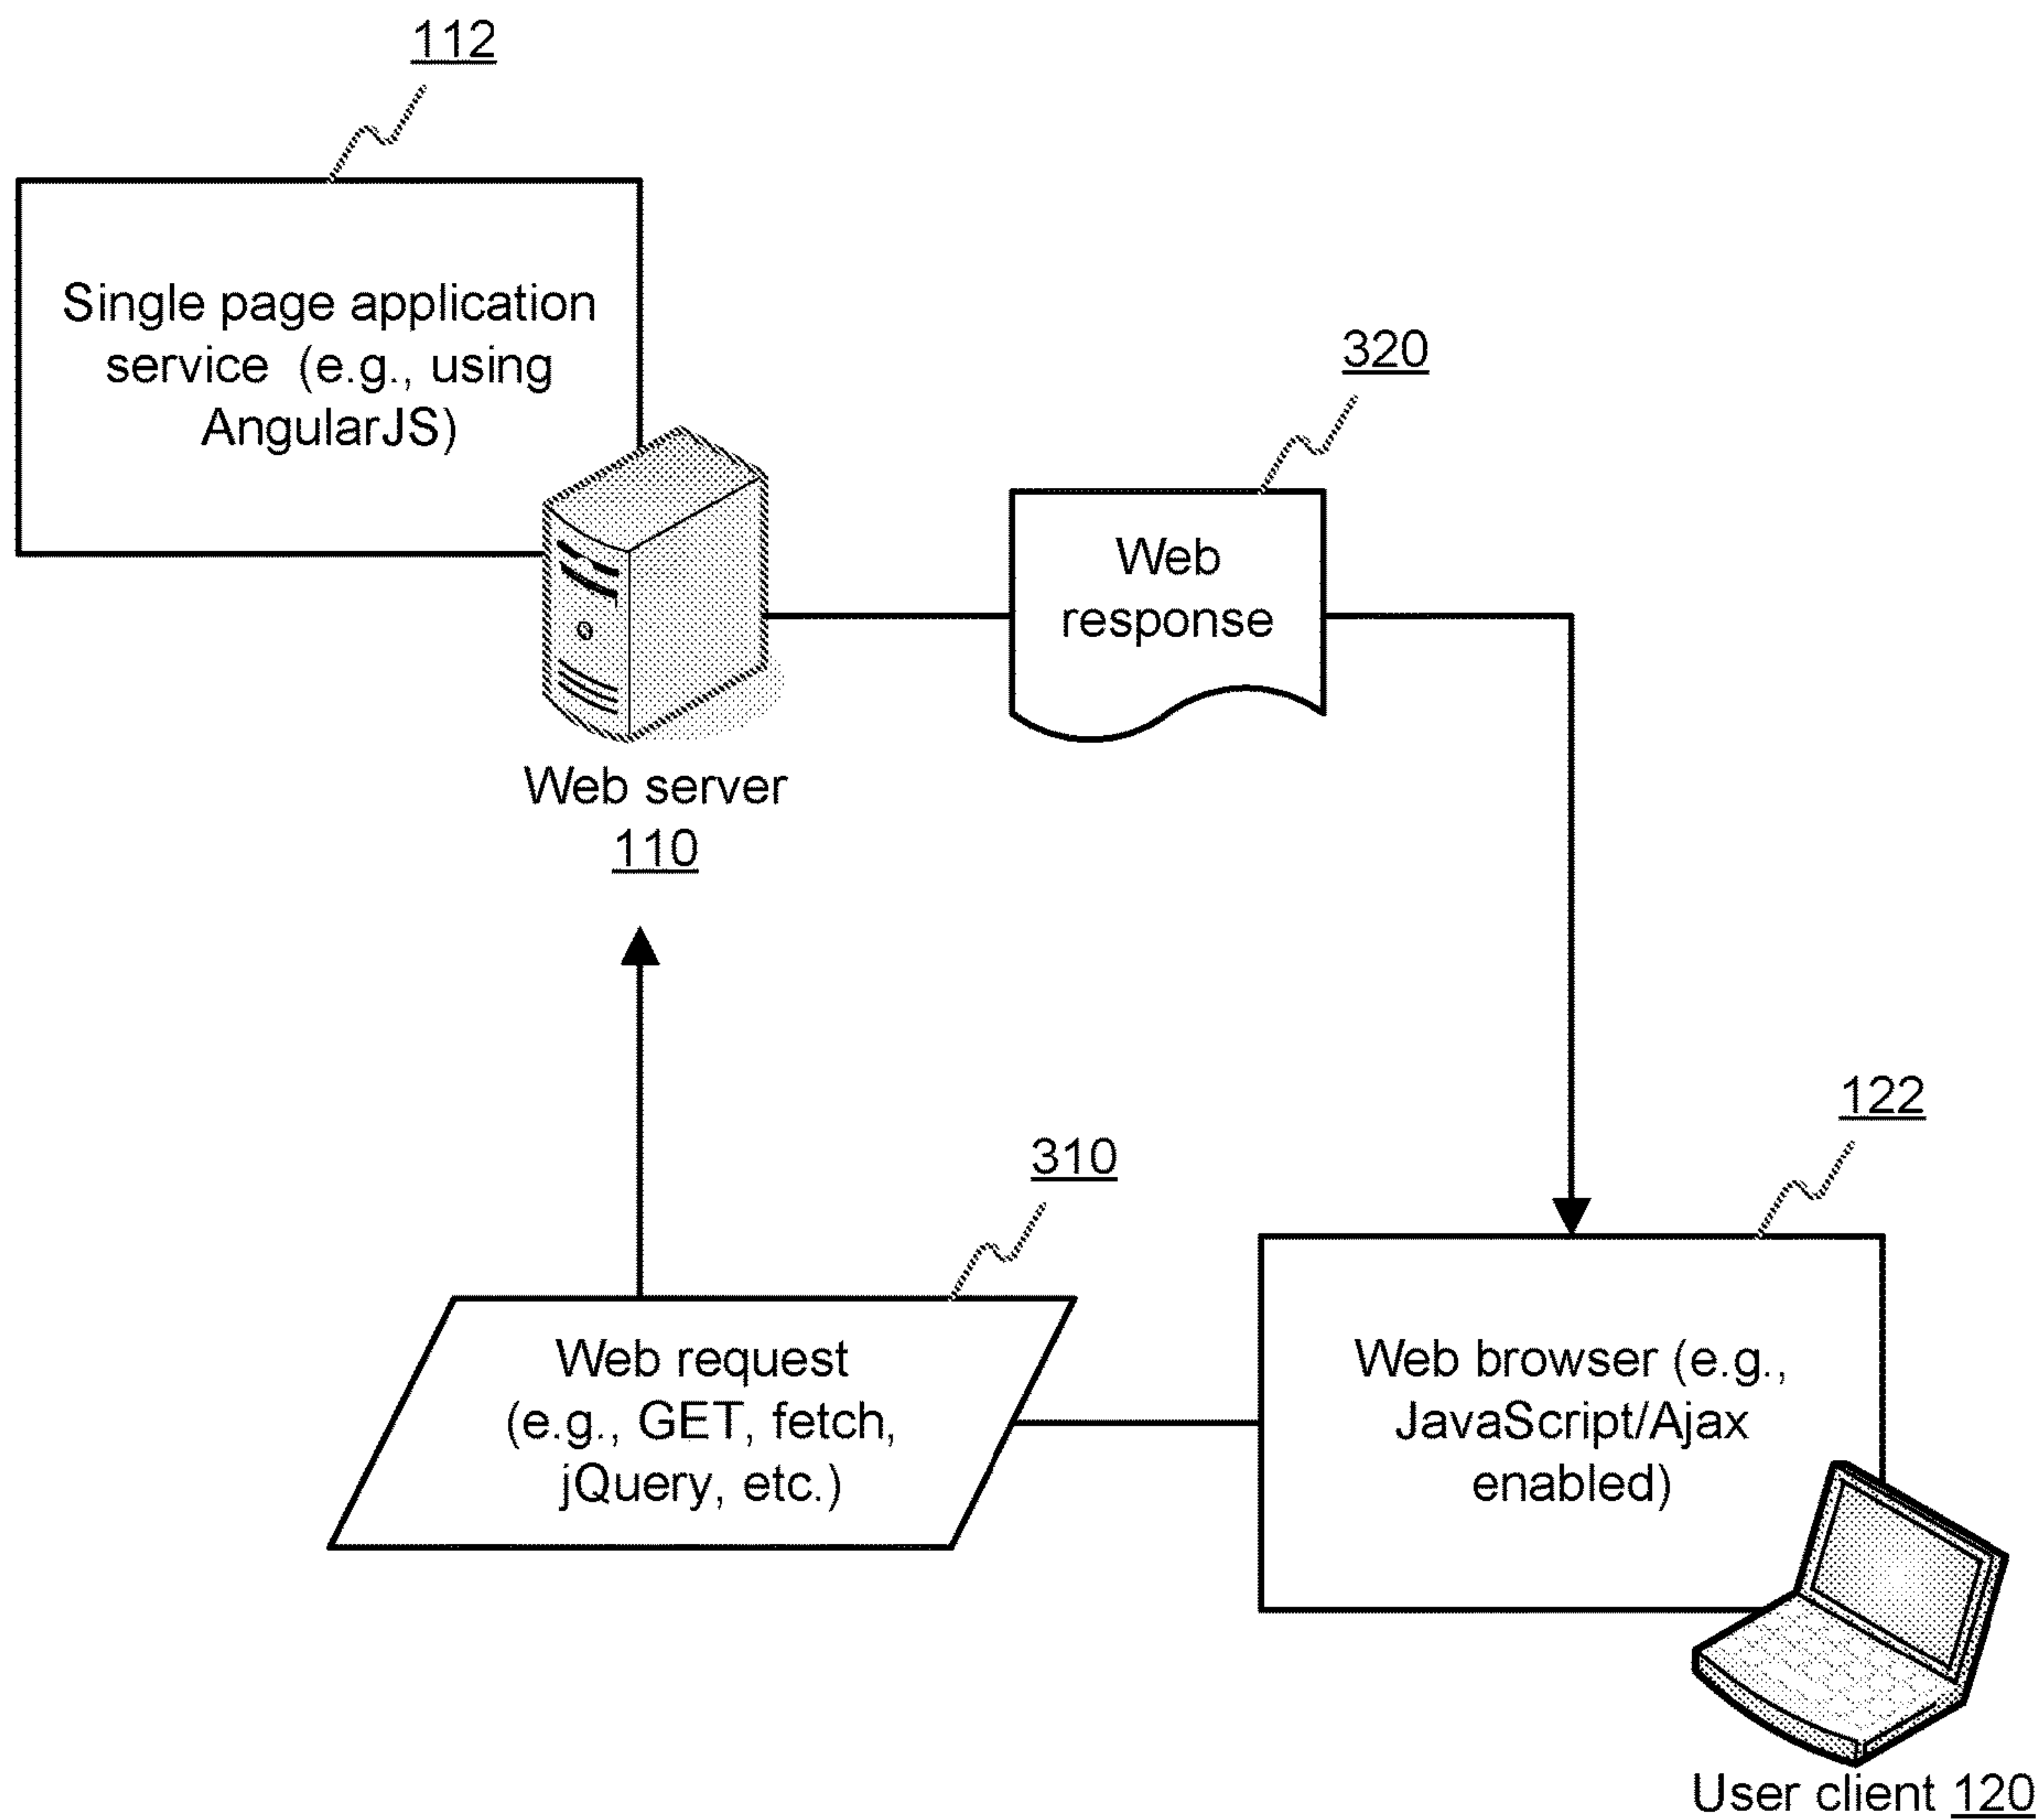 112
Single page application
service (e.g., using
AngularJS)
320
Web
response
Web server
110
122
310
Web request
(e.g., GET, fetch,
jQuery, etc.)
Web browser (e.g.,
JavaScript/Ajax
enabled)
User client 120